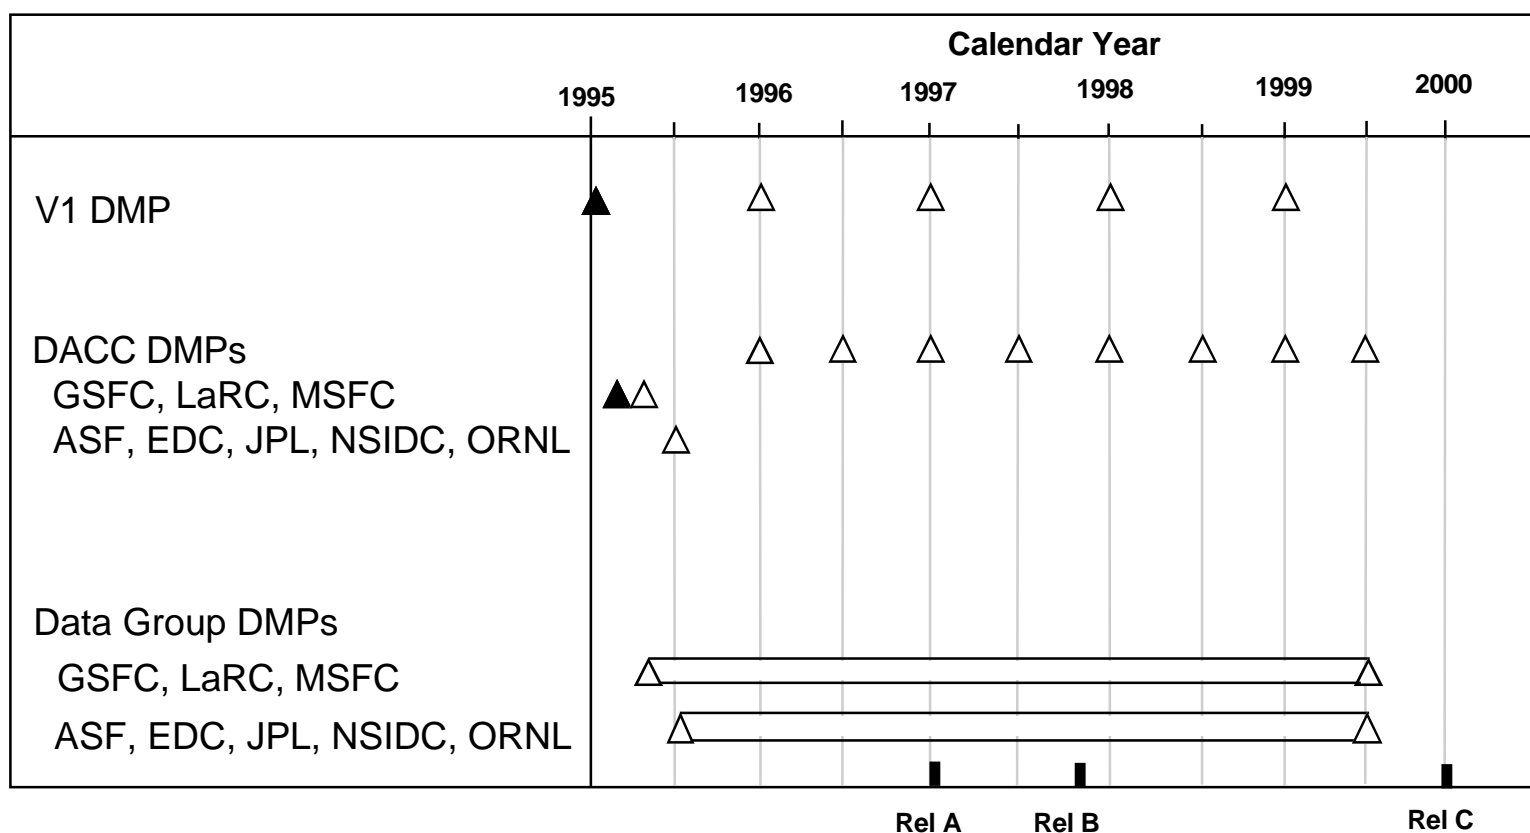 Calendar Year
1995 1996 1997 1998 1999 2000
V1 DMP
DACC DMPs
GSFC, LaRC, MSFC
ASF, EDC, JPL, NSIDC, ORNL
Data Group DMPs
GSFC, LaRC, MSFC
ASF, EDC, JPL, NSIDC, ORNL
Rel A Rel B Rel C